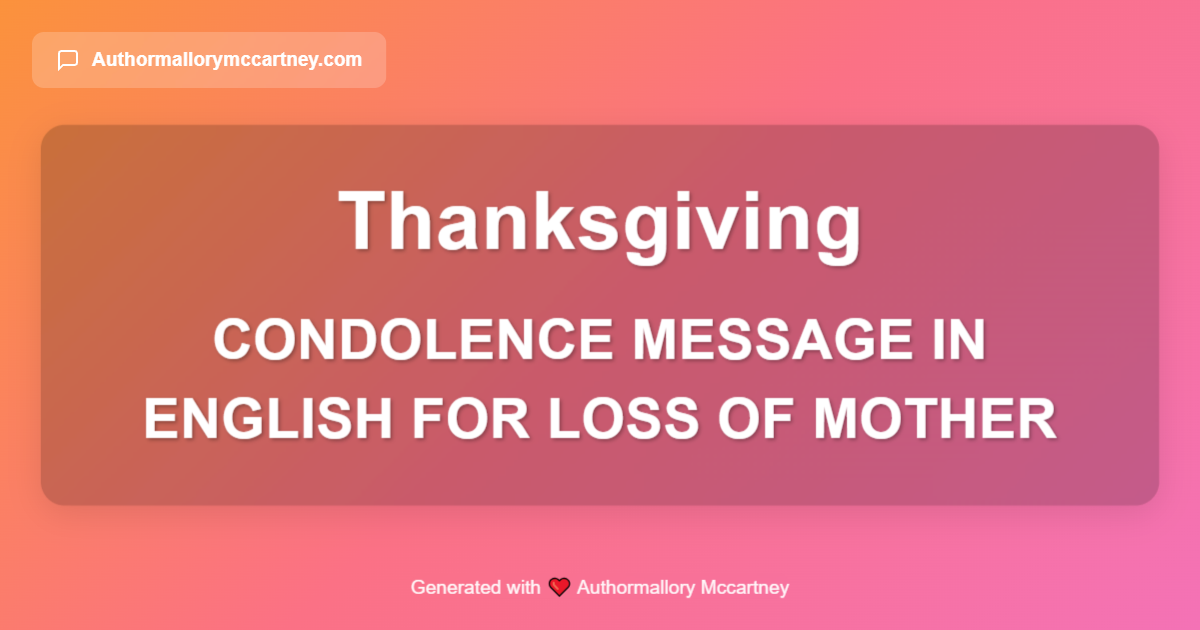 Authormallorymccartney.com
Thanksgiving
CONDOLENCE MESSAGE IN
ENGLISH FOR LOSS OF MOTHER
Generated with ❤️ Authormallory Mccartney